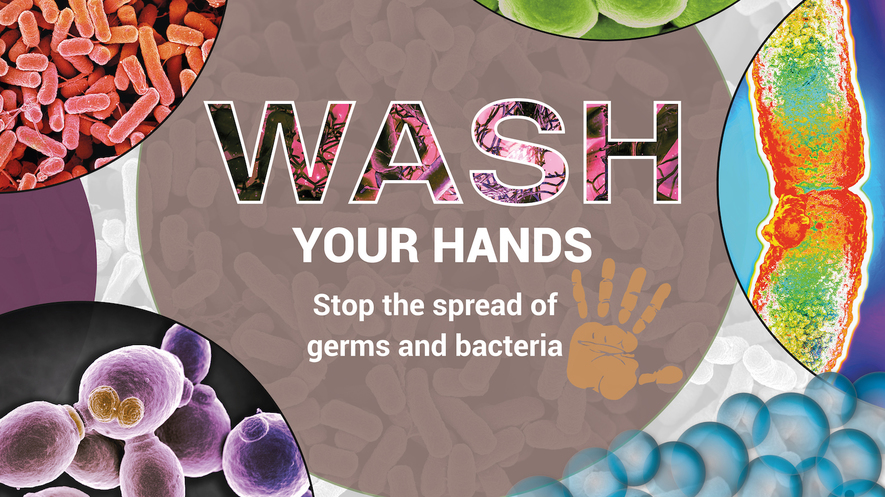 WASH
YOUR HANDS
Stop the spread of
germs and bacteria